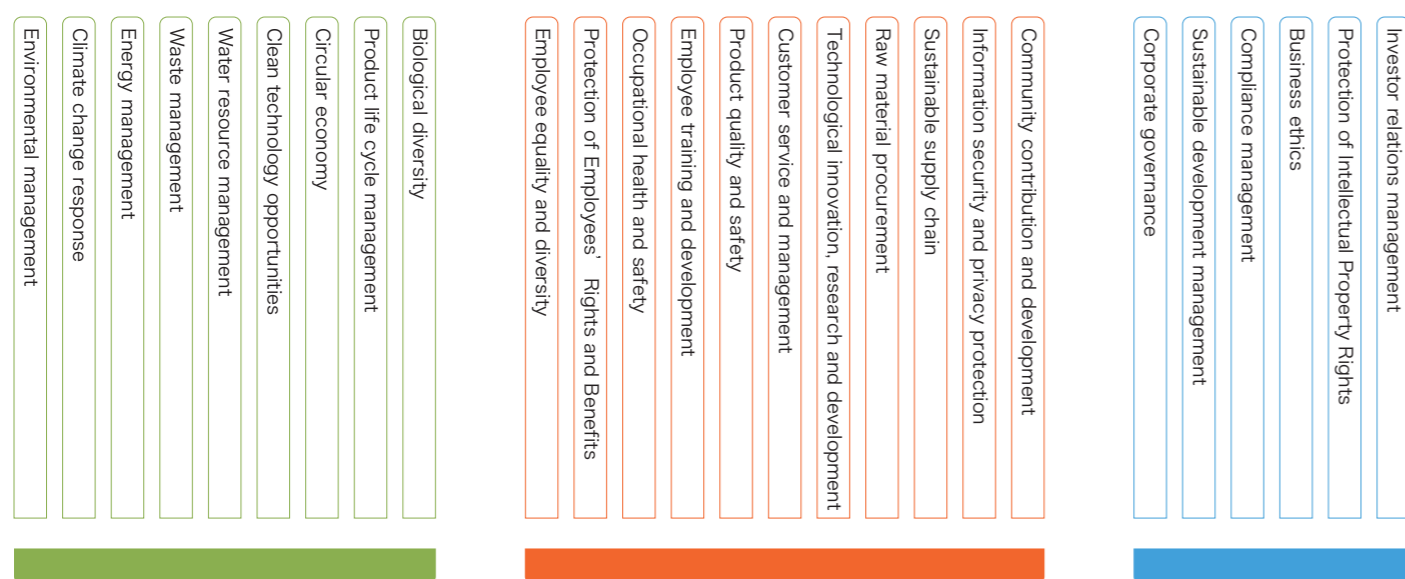 Environmental management
Climate change response
Energy management
Waste management
Water resource management
Clean technology opportunities
Circular economy
Product life cycle management
Biological diversity
Employee equality and diversity
Protection of Employees’ Rights and Benefits
Occupational health and safety
Employee training and development
Product quality and safety
Customer service and management
Technological innovation, research and development
Raw material procurement
Sustainable supply chain
Information security and privacy protection
Community contribution and development
Corporate governance
Sustainable development management
Compliance management
Business ethics
Protection of Intellectual Property Rights
Investor relations management